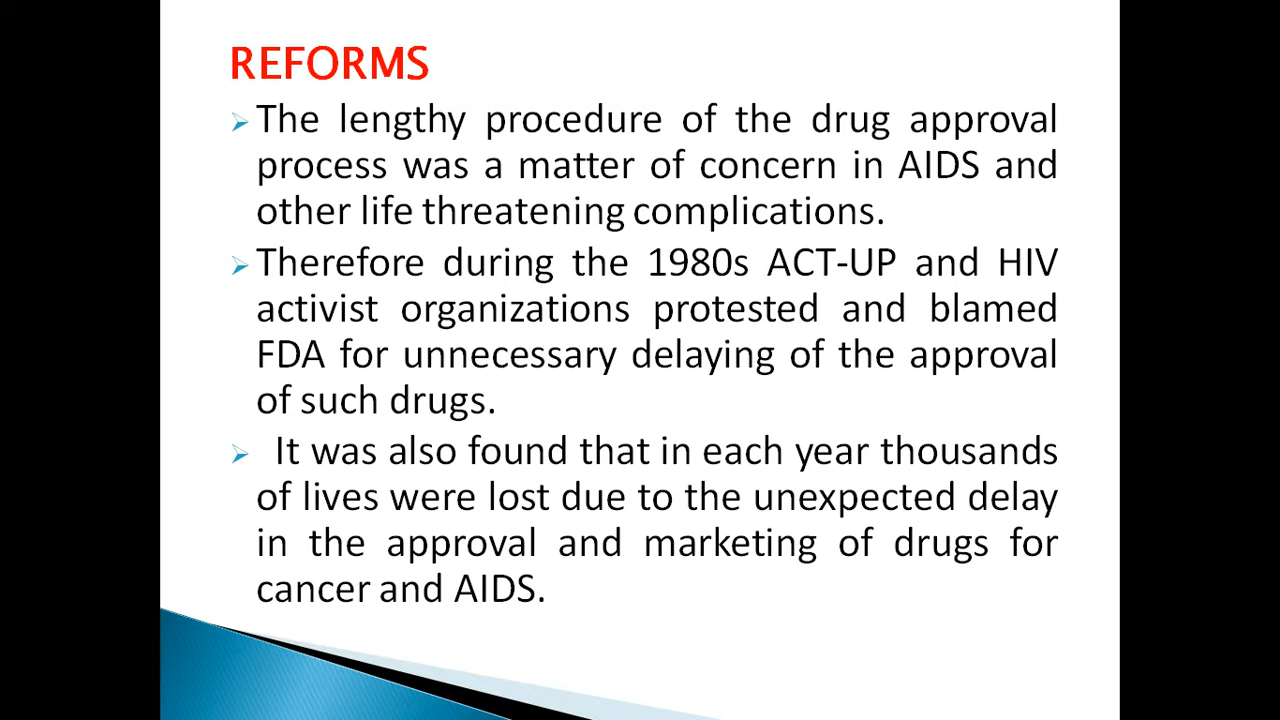 REFORMS
The lengthy procedure of the drug approval
process was a matter of concern in AIDS and
other life threatening complications.
Therefore during the 1980s ACT-UP and HIV
activist organizations protested and blamed
FDA for unnecessary delaying of the approval
of such drugs.
It was also found that in each year thousands
of lives were lost due to the unexpected delay
in the approval and marketing of drugs for
cancer and AIDS.